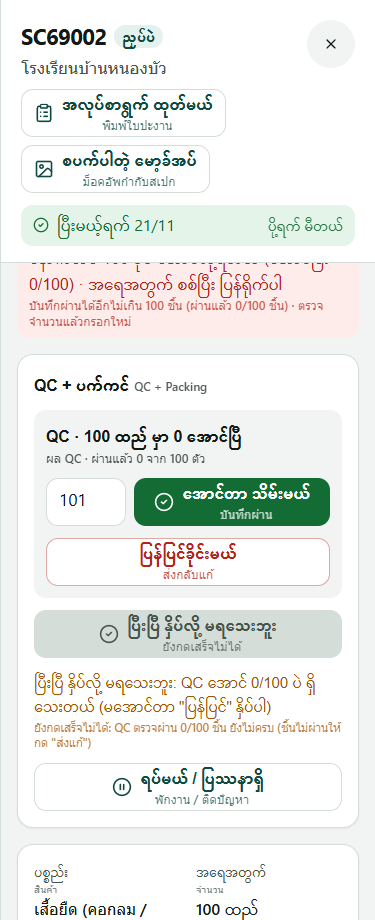 SC69002 ညှပ်ပဲ
โรงเรียนบ้านหนองบัว
အလုပ်စာရွက် ထုတ်မယ်
พิมพ์ใบปะงาน
စပက်ပါတဲ့ မော့ခ်အပ်
ม็อคอัพกำกับสเปก
ပြီးမယ့်ရက် 21/11 ပို့ရက် မီတယ်
0/100) · အရေအတွက် စစ်ပြီး ပြန်ရိုက်ပါ
บันทึกผ่านได้อีกไม่เกิน 100 ชิ้น (ผ่านแล้ว 0/100 ชิ้น) · ตรวจ
จำนวนแล้วกรอกใหม่
QC + ပက်ကင် QC + Packing
QC · 100 ထည် မှာ 0 အောင်ပြီ
ผล QC · ผ่านแล้ว 0 จาก 100 ตัว
101
အောင်တာ သိမ်းမယ်
บันทึกผ่าน
ပြန်ပြင်ခိုင်းမယ်
ส่งกลับแก้
ပြီးပြီ နှိပ်လို့ မရသေးဘူး
ยังกดเสร็จไม่ได้
ပြီးပြီ နှိပ်လို့ မရသေးဘူး: QC အောင် 0/100 ပဲ ရှိ
သေးတယ် (မအောင်တာ "ပြန်ပြင်" နှိပ်ပါ)
ยังกดเสร็จไม่ได้: QC ตรวจผ่าน 0/100 ชิ้น ยังไม่ครบ (ชิ้นไม่ผ่านให้
กด "ส่งแก้")
ရပ်မယ် / ပြဿနာရှိ
พักงาน / ติดปัญหา
ပစ္စည်း အရေအတွက်
สินค้า จำนวน
เสื้อยืด (คอกลม / 100 ထည်